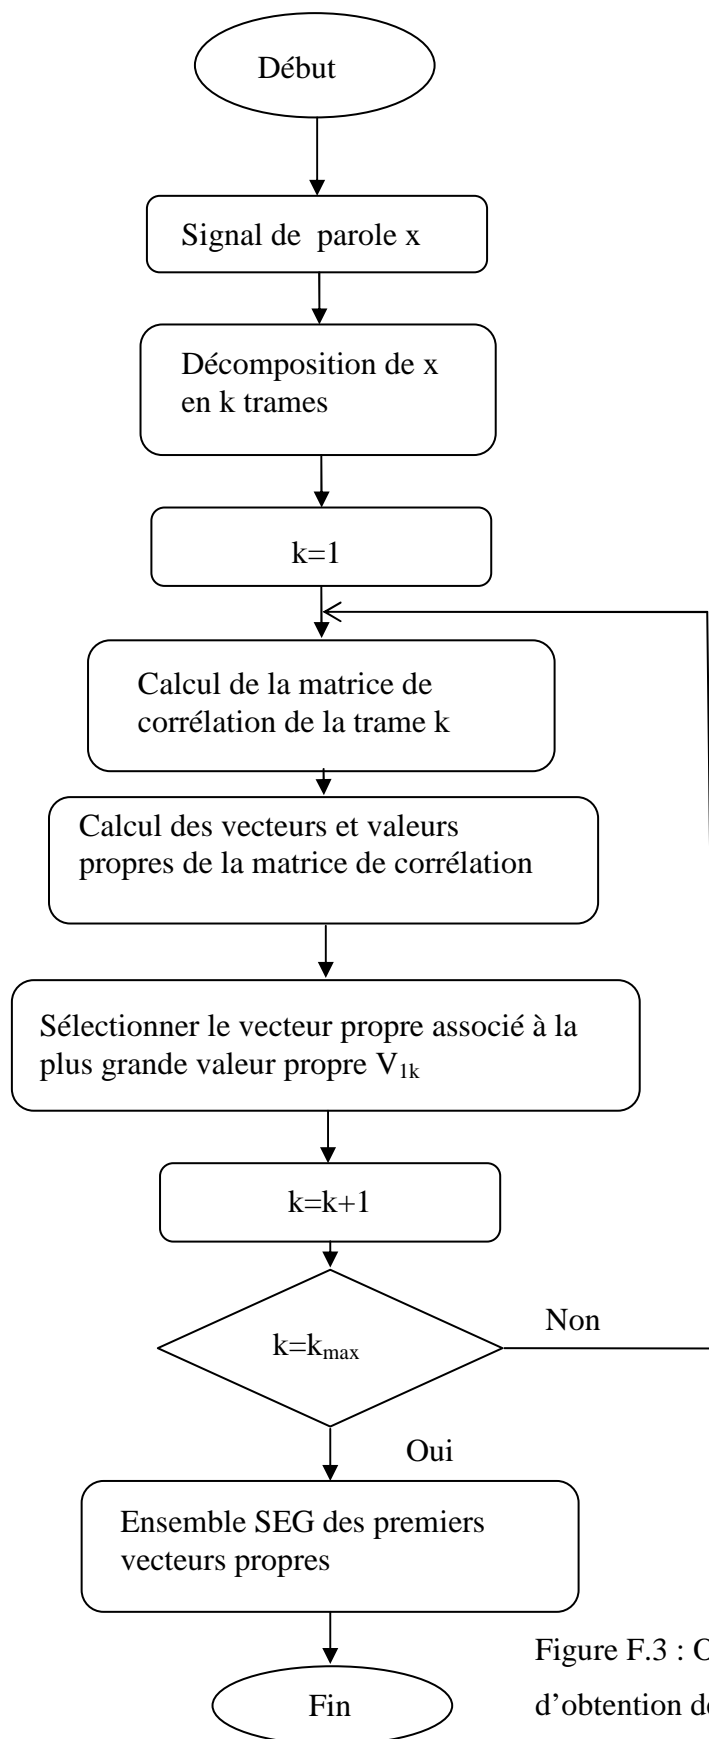 Début
Signal de parole x
Décomposition de x
en k trames
k=1
Calcul de la matrice de
corrélation de la trame k
Calcul des vecteurs et valeurs
propres de la matrice de corrélation
Sélectionner le vecteur propre associé à la
plus grande valeur propre V1k
k=k+1
k=kmax
Non
Oui
Ensemble SEG des premiers
vecteurs propres
Fin
Figure F.3 :
d’obtention